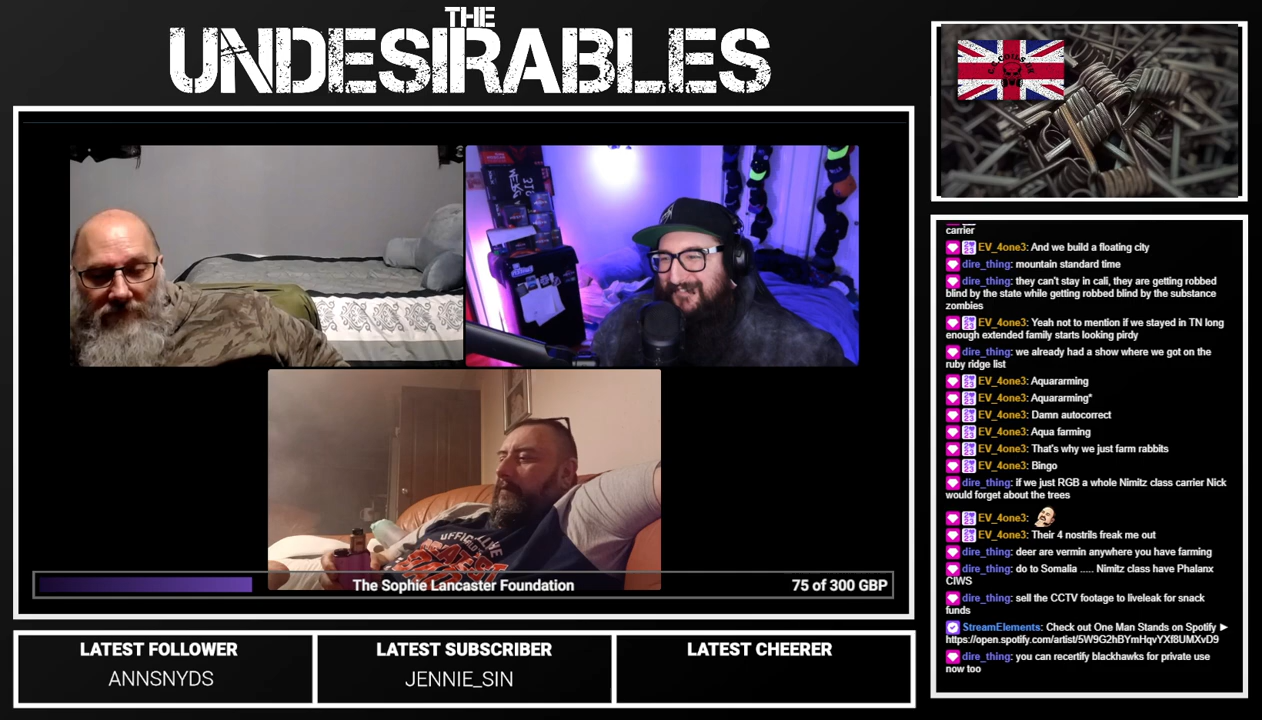 THE
UNDESIRABLES
The Sophie Lancaster Foundation
75 of 300 GBP
LATEST FOLLOWER
ANNSNYDS
LATEST SUBSCRIBER
JENNIE_SIN
LATEST CHEERER
carrier
EV_4one3: And we build a floating city
dire_thing: mountain standard time
dire_thing: they can't stay in cali, they are getting robbed
blind by the state while getting robbed blind by the substance
zombies
EV_4one3: Yeah not to mention if we stayed in TN long
enough extended family starts looking pirdy
dire_thing: we already had a show where we got on the
ruby ridge list
EV_4one3: Aquararming
EV_4one3: Aquararming*
EV_4one3: Damn autocorrect
EV_4one3: Aqua farming
EV_4one3: That's why we just farm rabbits
EV_4one3: Bingo
dire_thing: if we just RGB a whole Nimitz class carrier Nick
would forget about the trees
EV_4one3:
EV_4one3: Their 4 nostrils freak me out
dire_thing: deer are vermin anywhere you have farming
dire_thing: do to Somalia ..... Nimitz class have Phalanx
CIWS
dire_thing: sell the CCTV footage to liveleak for snack
funds
StreamElements: Check out One Man Stands on Spotify ►
https://open.spotify.com/artist/5W9G2hBYmHqvYXf8UMXvD9
dire_thing: you can recertify blackhawks for private use
now too